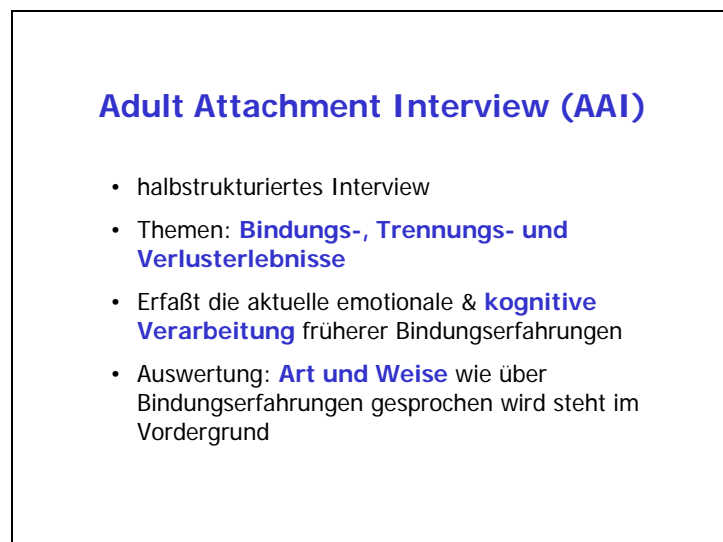 Adult Attachment Interview (AAI)
• halbstrukturiertes Interview
• Themen: Bindungs-, Trennungs- und
Verlusterlebnisse
• Erfaßt die aktuelle emotionale & kognitive
Verarbeitung früherer Bindungserfahrungen
• Auswertung: Art und Weise wie über
Bindungserfahrungen gesprochen wird steht im
Vordergrund